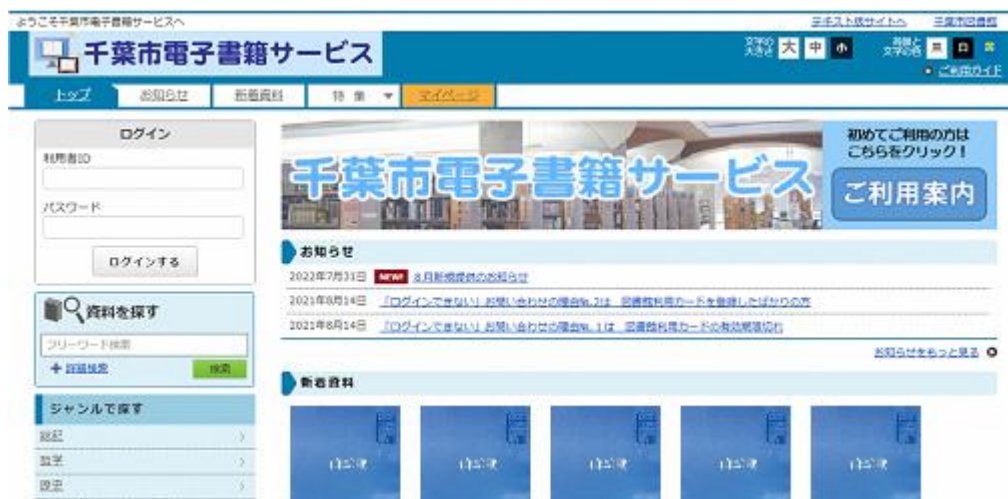 ようこそ千葉市電子書籍サービスへ
テキスト版サイトへ 千葉市図書館
千葉市電子書籍サービス
文字の大きさ 大 中 小 背景と文字の色 黒 白 黄
ご利用ガイド
トップ お知らせ 新着資料 特集 マイページ
ログイン
利用者ID
パスワード
ログインする
資料を探す
フリーワード検索
詳細検索 検索
ジャンルで探す
総記
哲学
歴史
千葉市電子書籍サービス
初めてご利用の方は
こちらをクリック!
ご利用案内
お知らせ
2022年7月31日 NEW! 8月新規提供のお知らせ
2021年8月14日 「ログインできない」お問い合わせの場合№2は 図書館利用カードを登録したばかりの方
2021年8月14日 「ログインできない」お問い合わせの場合№1は 図書館利用カードの有効期限切れ
お知らせをもっと見る
新着資料